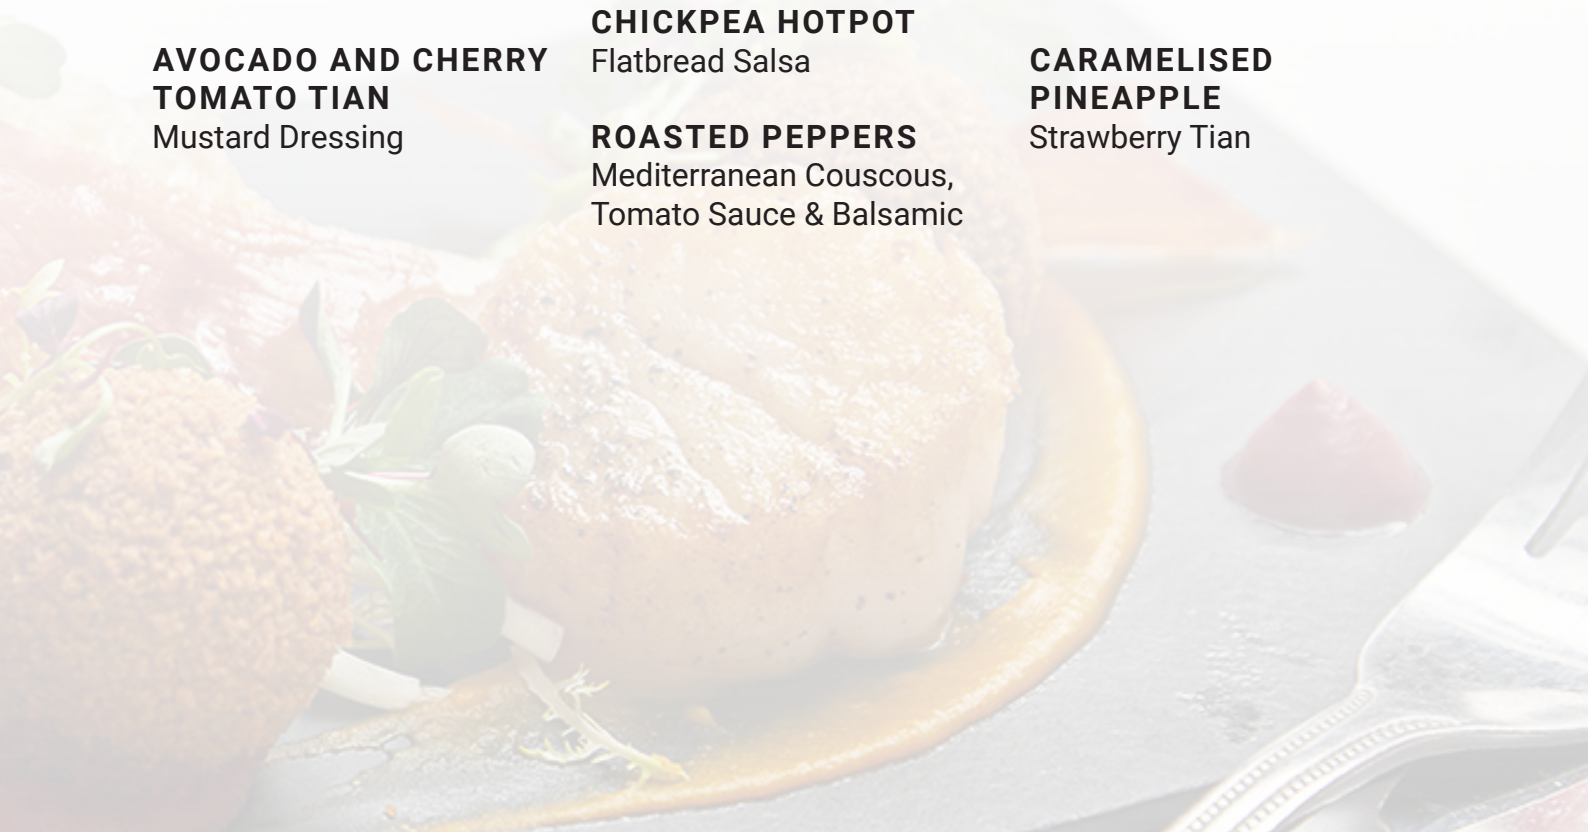 AVOCADO AND CHERRY
TOMATO TIAN
Mustard Dressing
CHICKPEA HOTPOT
Flatbread Salsa
ROASTED PEPPERS
Mediterranean Couscous,
Tomato Sauce & Balsamic
CARAMELISED
PINEAPPLE
Strawberry Tian